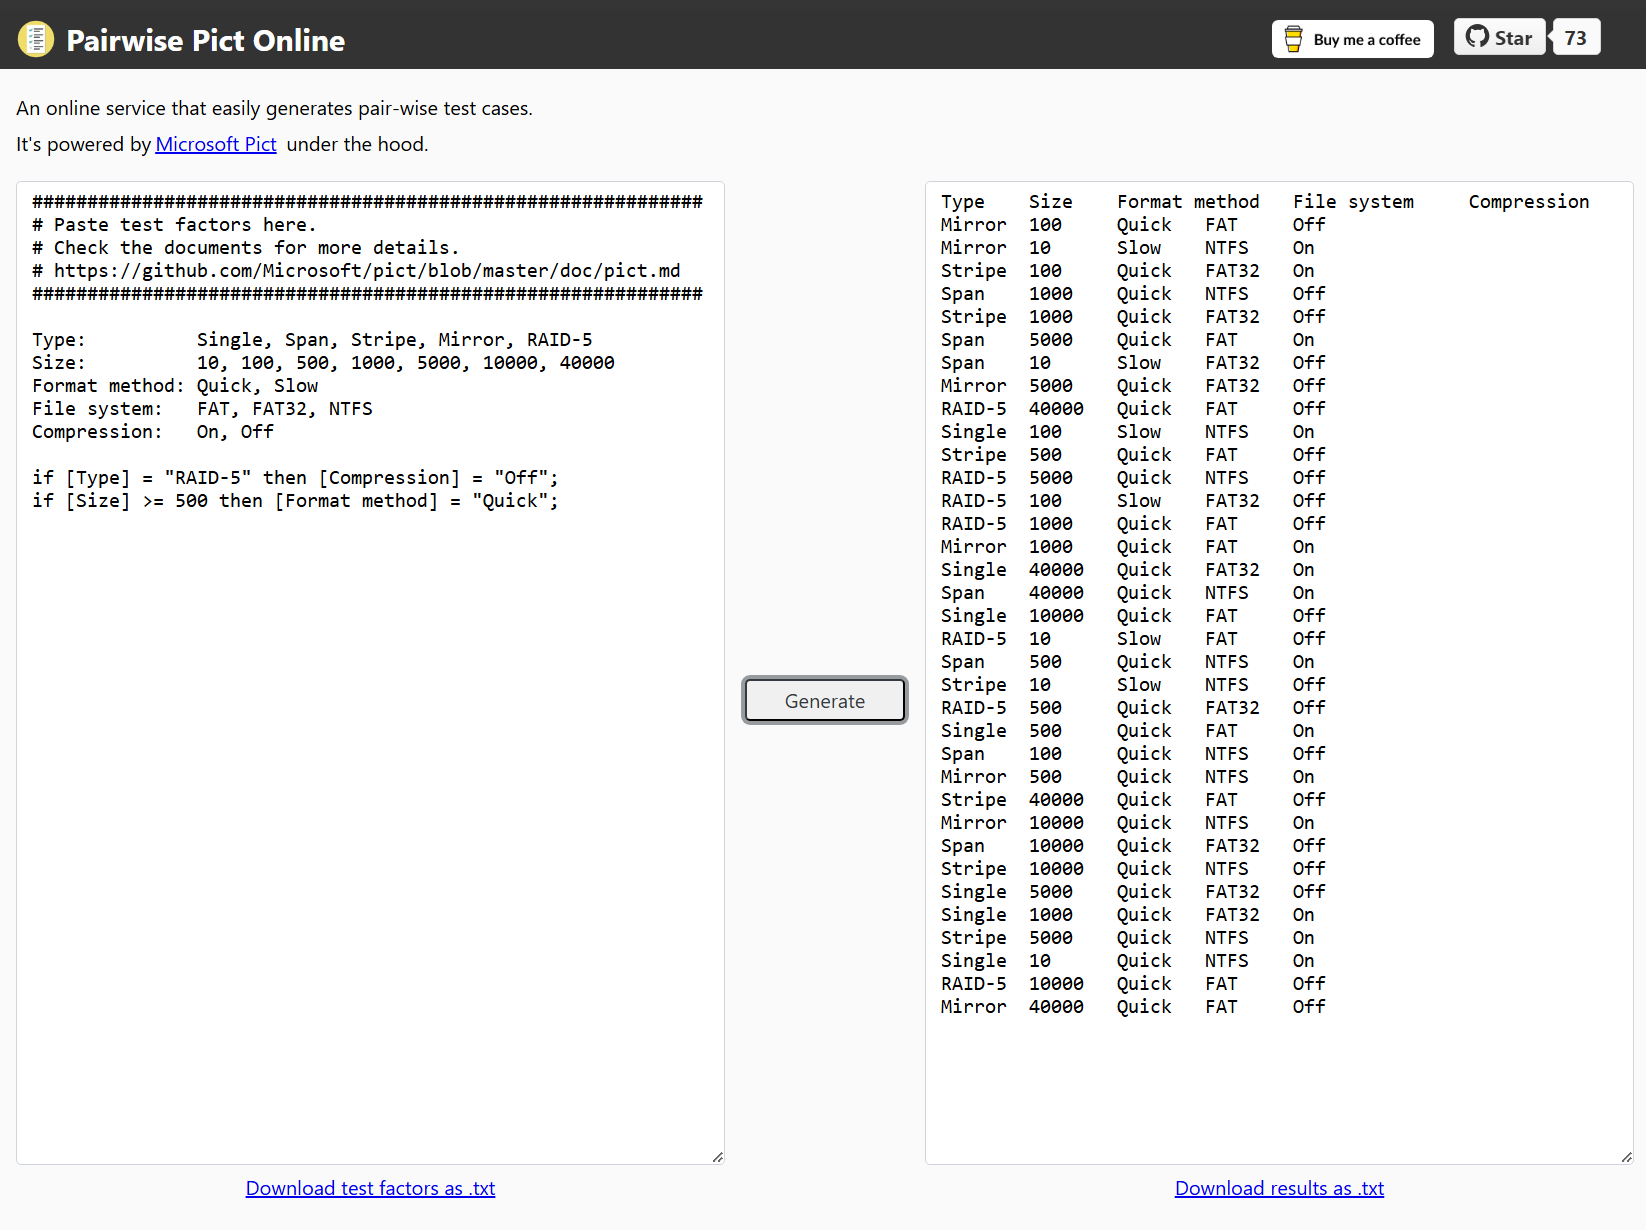 Pairwise Pict Online
Buy me a coffee
Star
73
An online service that easily generates pair-wise test cases.
It's powered by Microsoft Pict under the hood.
#############################################################
# Paste test factors here.
# Check the documents for more details.
# https://github.com/Microsoft/pict/blob/master/doc/pict.md
#############################################################
Type: Single, Span, Stripe, Mirror, RAID-5
Size: 10, 100, 500, 1000, 5000, 10000, 40000
Format method: Quick, Slow
File system: FAT, FAT32, NTFS
Compression: On, Off
if [Type] = "RAID-5" then [Compression] = "Off";
if [Size] >= 500 then [Format method] = "Quick";
Download test factors as .txt
Generate
Type Size Format method File system Compression
Mirror 100 Quick FAT Off
Mirror 10 Slow NTFS On
Stripe 100 Quick FAT32 On
Span 1000 Quick NTFS Off
Stripe 1000 Quick FAT32 Off
Span 5000 Quick FAT On
Span 10 Slow FAT32 Off
Mirror 5000 Quick FAT32 Off
RAID-5 40000 Quick FAT Off
Single 100 Slow NTFS On
Stripe 500 Quick FAT Off
RAID-5 5000 Quick NTFS Off
RAID-5 100 Slow FAT32 Off
RAID-5 1000 Quick FAT Off
Mirror 1000 Quick FAT On
Single 40000 Quick FAT32 On
Span 40000 Quick NTFS On
Single 10000 Quick FAT Off
RAID-5 10 Slow FAT Off
Span 500 Quick NTFS On
Stripe 10 Slow NTFS Off
RAID-5 500 Quick FAT32 Off
Single 500 Quick FAT On
Span 100 Quick NTFS Off
Mirror 500 Quick NTFS On
Stripe 40000 Quick FAT Off
Mirror 10000 Quick NTFS On
Span 10000 Quick FAT32 Off
Stripe 10000 Quick NTFS Off
Single 5000 Quick FAT32 Off
Single 1000 Quick FAT32 On
Stripe 5000 Quick NTFS On
Single 10 Quick NTFS On
RAID-5 10000 Quick FAT Off
Mirror 40000 Quick FAT Off
Download results as .txt